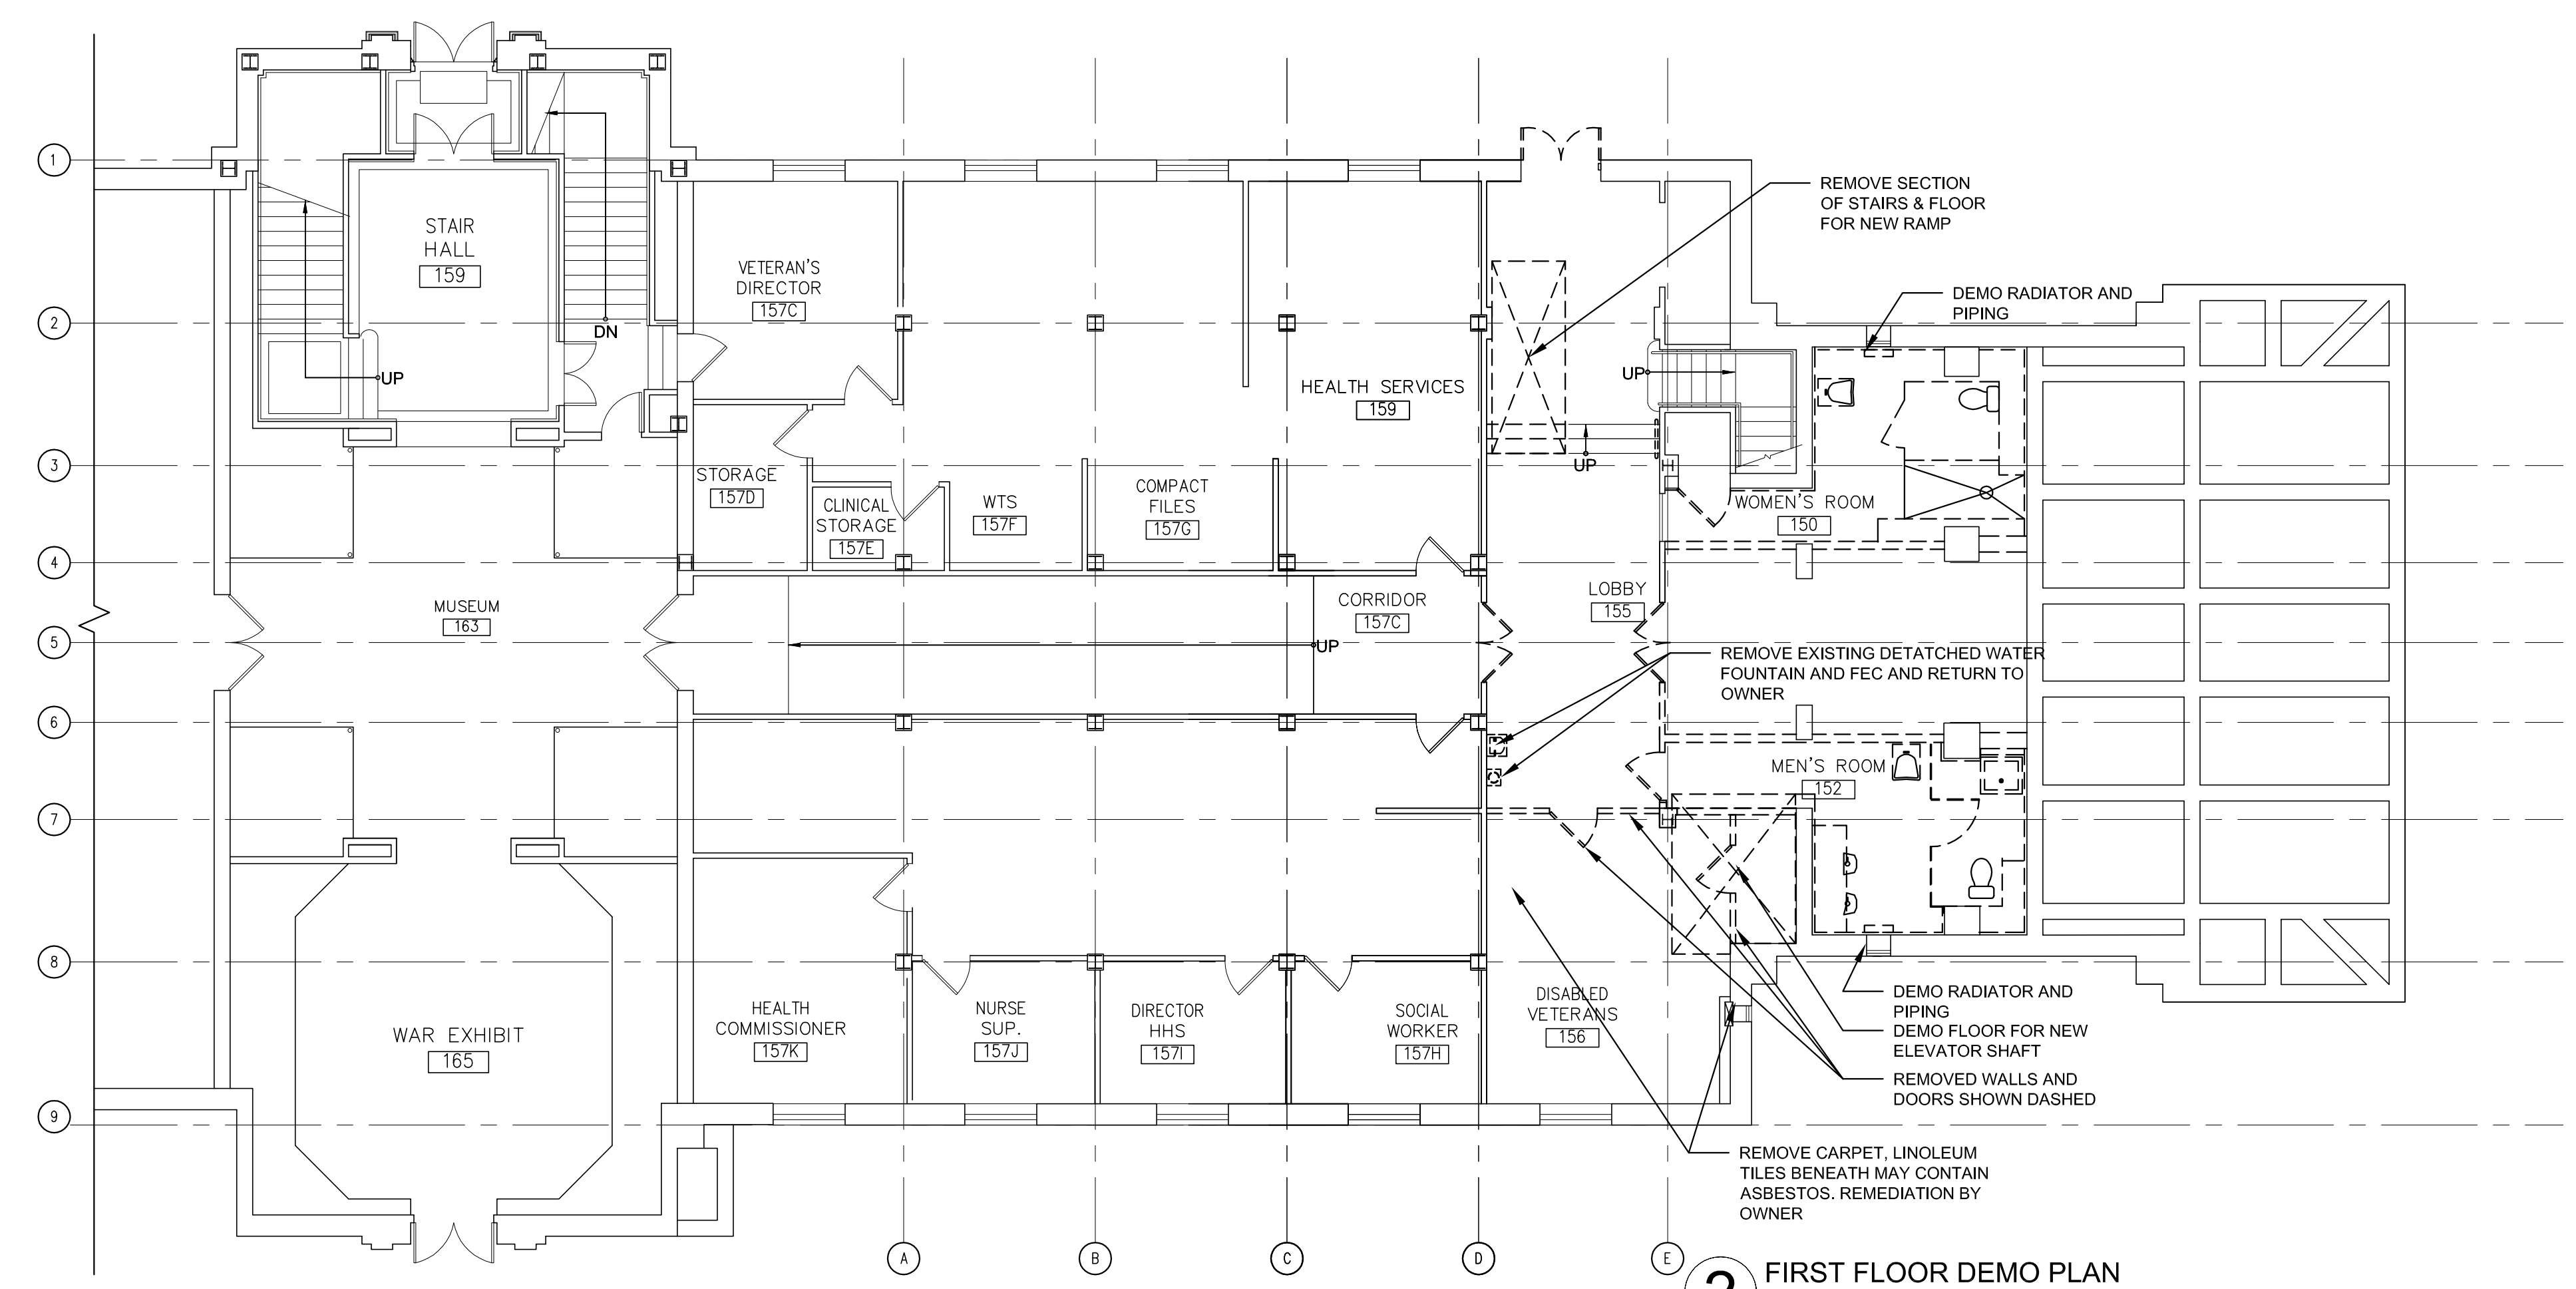 1
2
3
4
5
6
7
8
9
STAIR
HALL
159
DN
UP
VETERAN'S
DIRECTOR
157C
STORAGE
157D
CLINICAL
STORAGE
157E
WTS
157F
COMPACT
FILES
157G
HEALTH SERVICES
159
UP
UP
REMOVE SECTION
OF STAIRS & FLOOR
FOR NEW RAMP
DEMO RADIATOR AND
PIPING
WOMEN'S ROOM
150
MUSEUM
163
CORRIDOR
157C
UP
LOBBY
155
REMOVE EXISTING DETATCHED WATER
FOUNTAIN AND FEC AND RETURN TO
OWNER
MEN'S ROOM
152
WAR EXHIBIT
165
HEALTH
COMMISSIONER
157K
NURSE
SUP.
157J
DIRECTOR
HHS
157I
SOCIAL
WORKER
157H
DISABLED
VETERANS
156
DEMO RADIATOR AND
PIPING
DEMO FLOOR FOR NEW
ELEVATOR SHAFT
REMOVED WALLS AND
DOORS SHOWN DASHED
REMOVE CARPET, LINOLEUM
TILES BENEATH MAY CONTAIN
ASBESTOS. REMEDIATION BY
OWNER
A
B
C
D
E
FIRST FLOOR DEMO PLAN